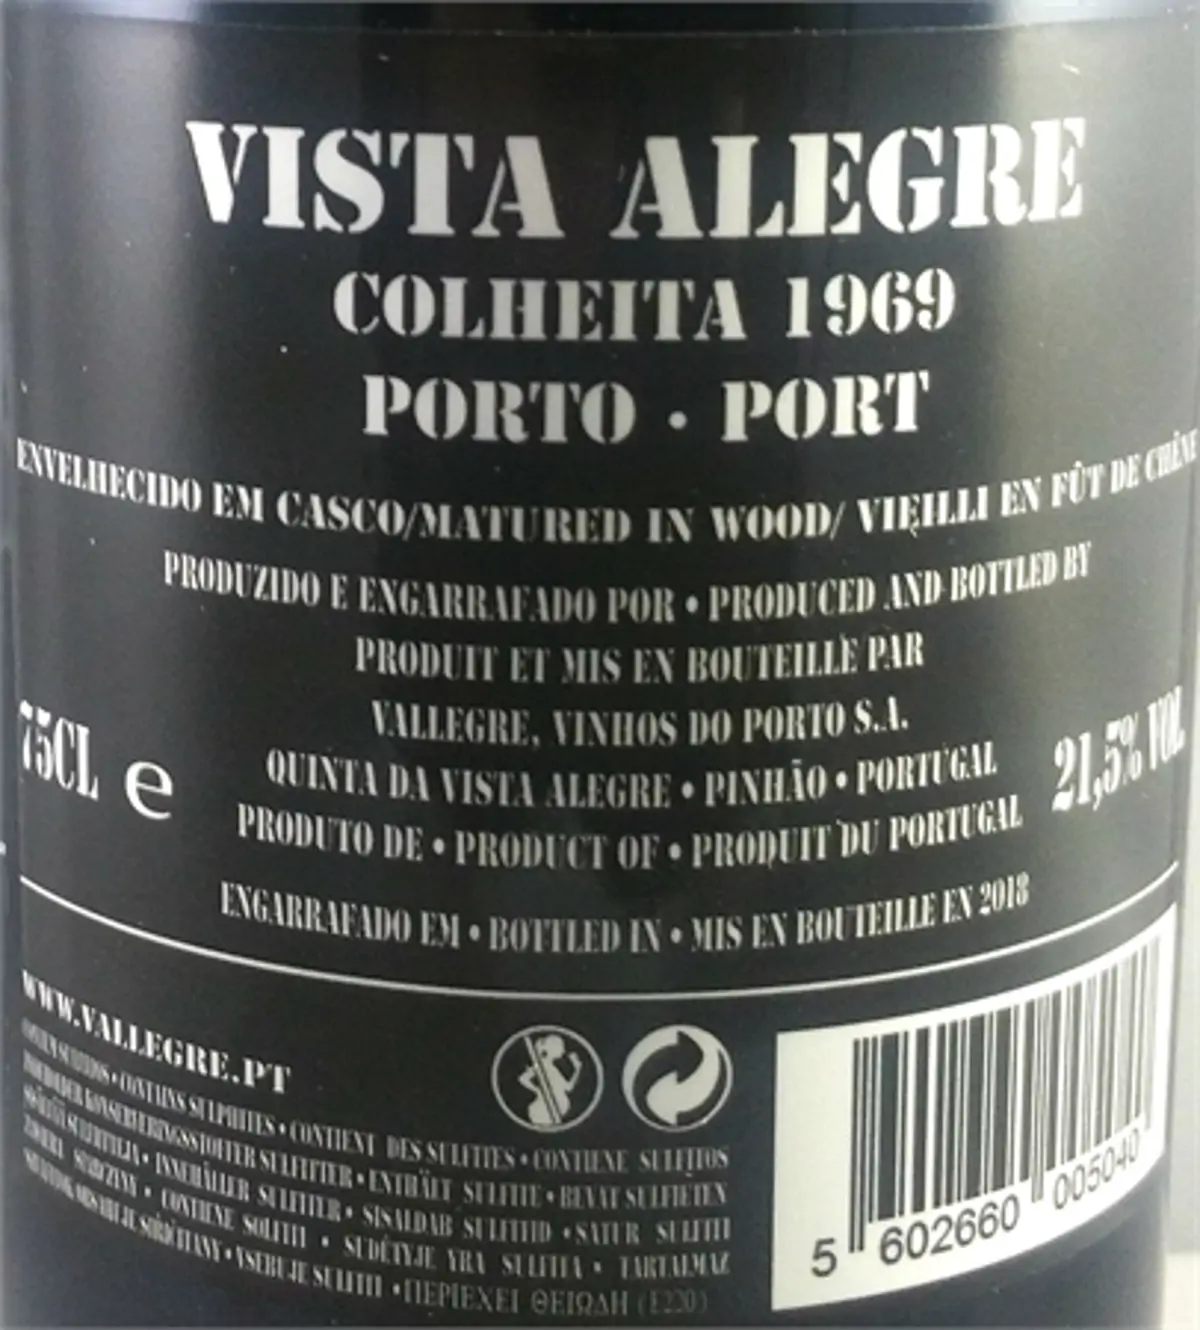 VISTA ALEGRE
COLHEITA 1969
PORTO · PORT
ENVELHECIDO EM CASCO/MATURED IN WOOD/ VIEILLI EN FÛT DE CHÊNE
PRODUZIDO E ENGARRAFADO POR • PRODUCED AND BOTTLED BY
PRODUIT ET MIS EN BOUTEILLE PAR
VALLEGRE, VINHOS DO PORTO S.A.
QUINTA DA VISTA ALEGRE • PINHÃO • PORTUGAL
PRODUTO DE • PRODUCT OF • PRODUIT DU PORTUGAL
75CL e
21,5% VOL.
ENGARRAFADO EM • BOTTLED IN • MIS EN BOUTEILLE EN 2018
WWW.VALLEGRE.PT
SULFITOS • CONTAINS SULPHITES • CONTIENT DES SULFITES • CONTIENE SULFITOS
KONSERVERINGSSTOFFER SULFITTER • ENTHÄLT SULFITE • BEVAT SULFIETEN
INNEHÅLLER SULFITER • SISALDAB SULFITID • SATUR SULFITI
CONTIENE SOLFITI • SUDĖTYJE YRA SULFITŲ • TARTALMAZ
VSEBUJE SULFITI • ΠΕΡΙΕΧΕΙ ΘΕΙΩΔΗ (E220)
5 602660 005040